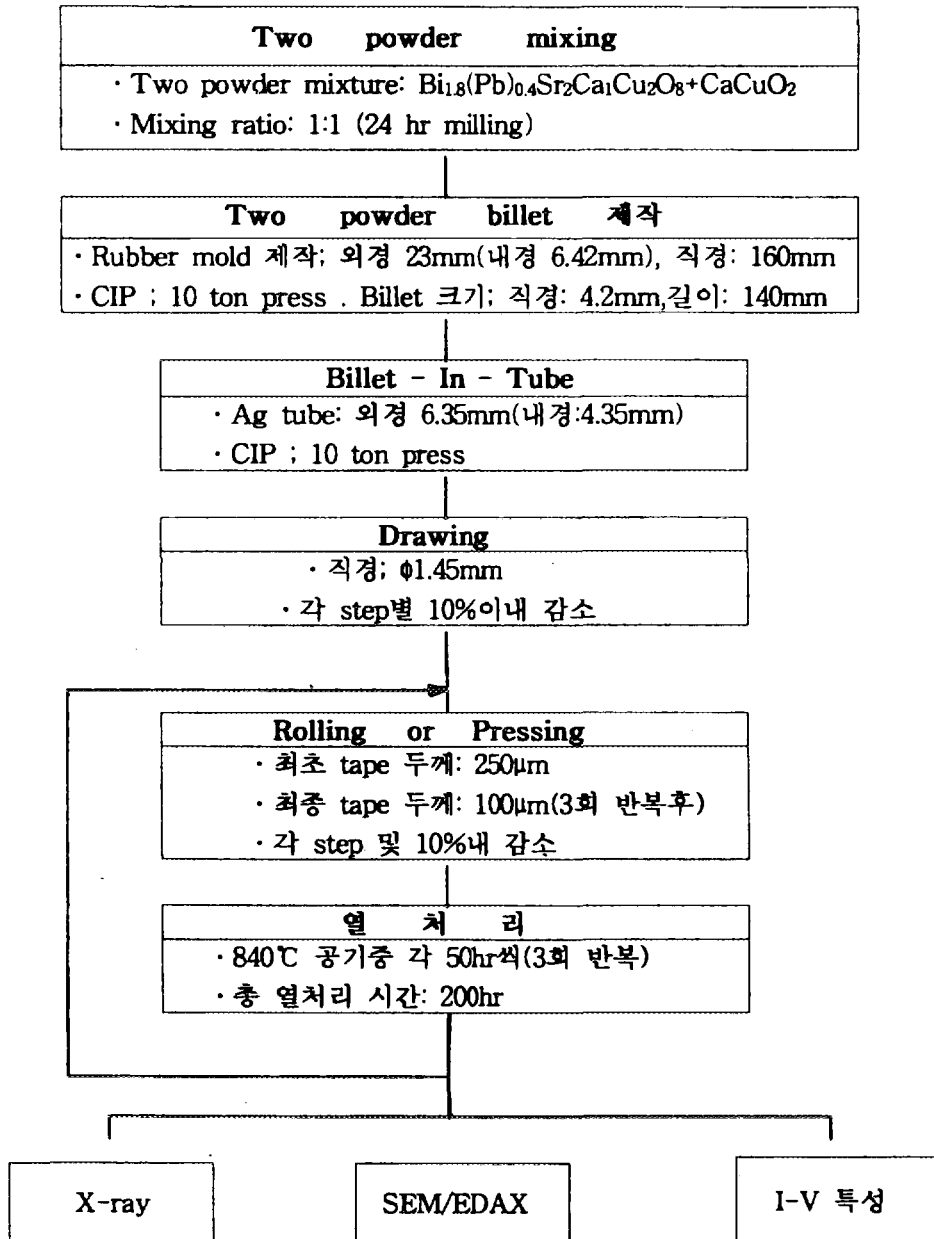 Two powder mixing
· Two powder mixture: Bi₁.₈(Pb)₀.₄Sr₂Ca₁Cu₂O₈+CaCuO₂
· Mixing ratio: 1:1 (24 hr milling)
Two powder billet 제작
· Rubber mold 제작; 외경 23mm(내경 6.42mm), 직경: 160mm
· CIP ; 10 ton press . Billet 크기; 직경: 4.2mm,길이: 140mm
Billet - In - Tube
· Ag tube: 외경 6.35mm(내경:4.35mm)
· CIP ; 10 ton press
Drawing
· 직경; ϕ1.45mm
· 각 step별 10%이내 감소
Rolling or Pressing
· 최초 tape 두께: 250μm
· 최종 tape 두께: 100μm(3회 반복후)
· 각 step 및 10%내 감소
열 처 리
· 840℃ 공기중 각 50hr씩(3회 반복)
· 총 열처리 시간: 200hr
X-ray
SEM/EDAX
I-V 특성